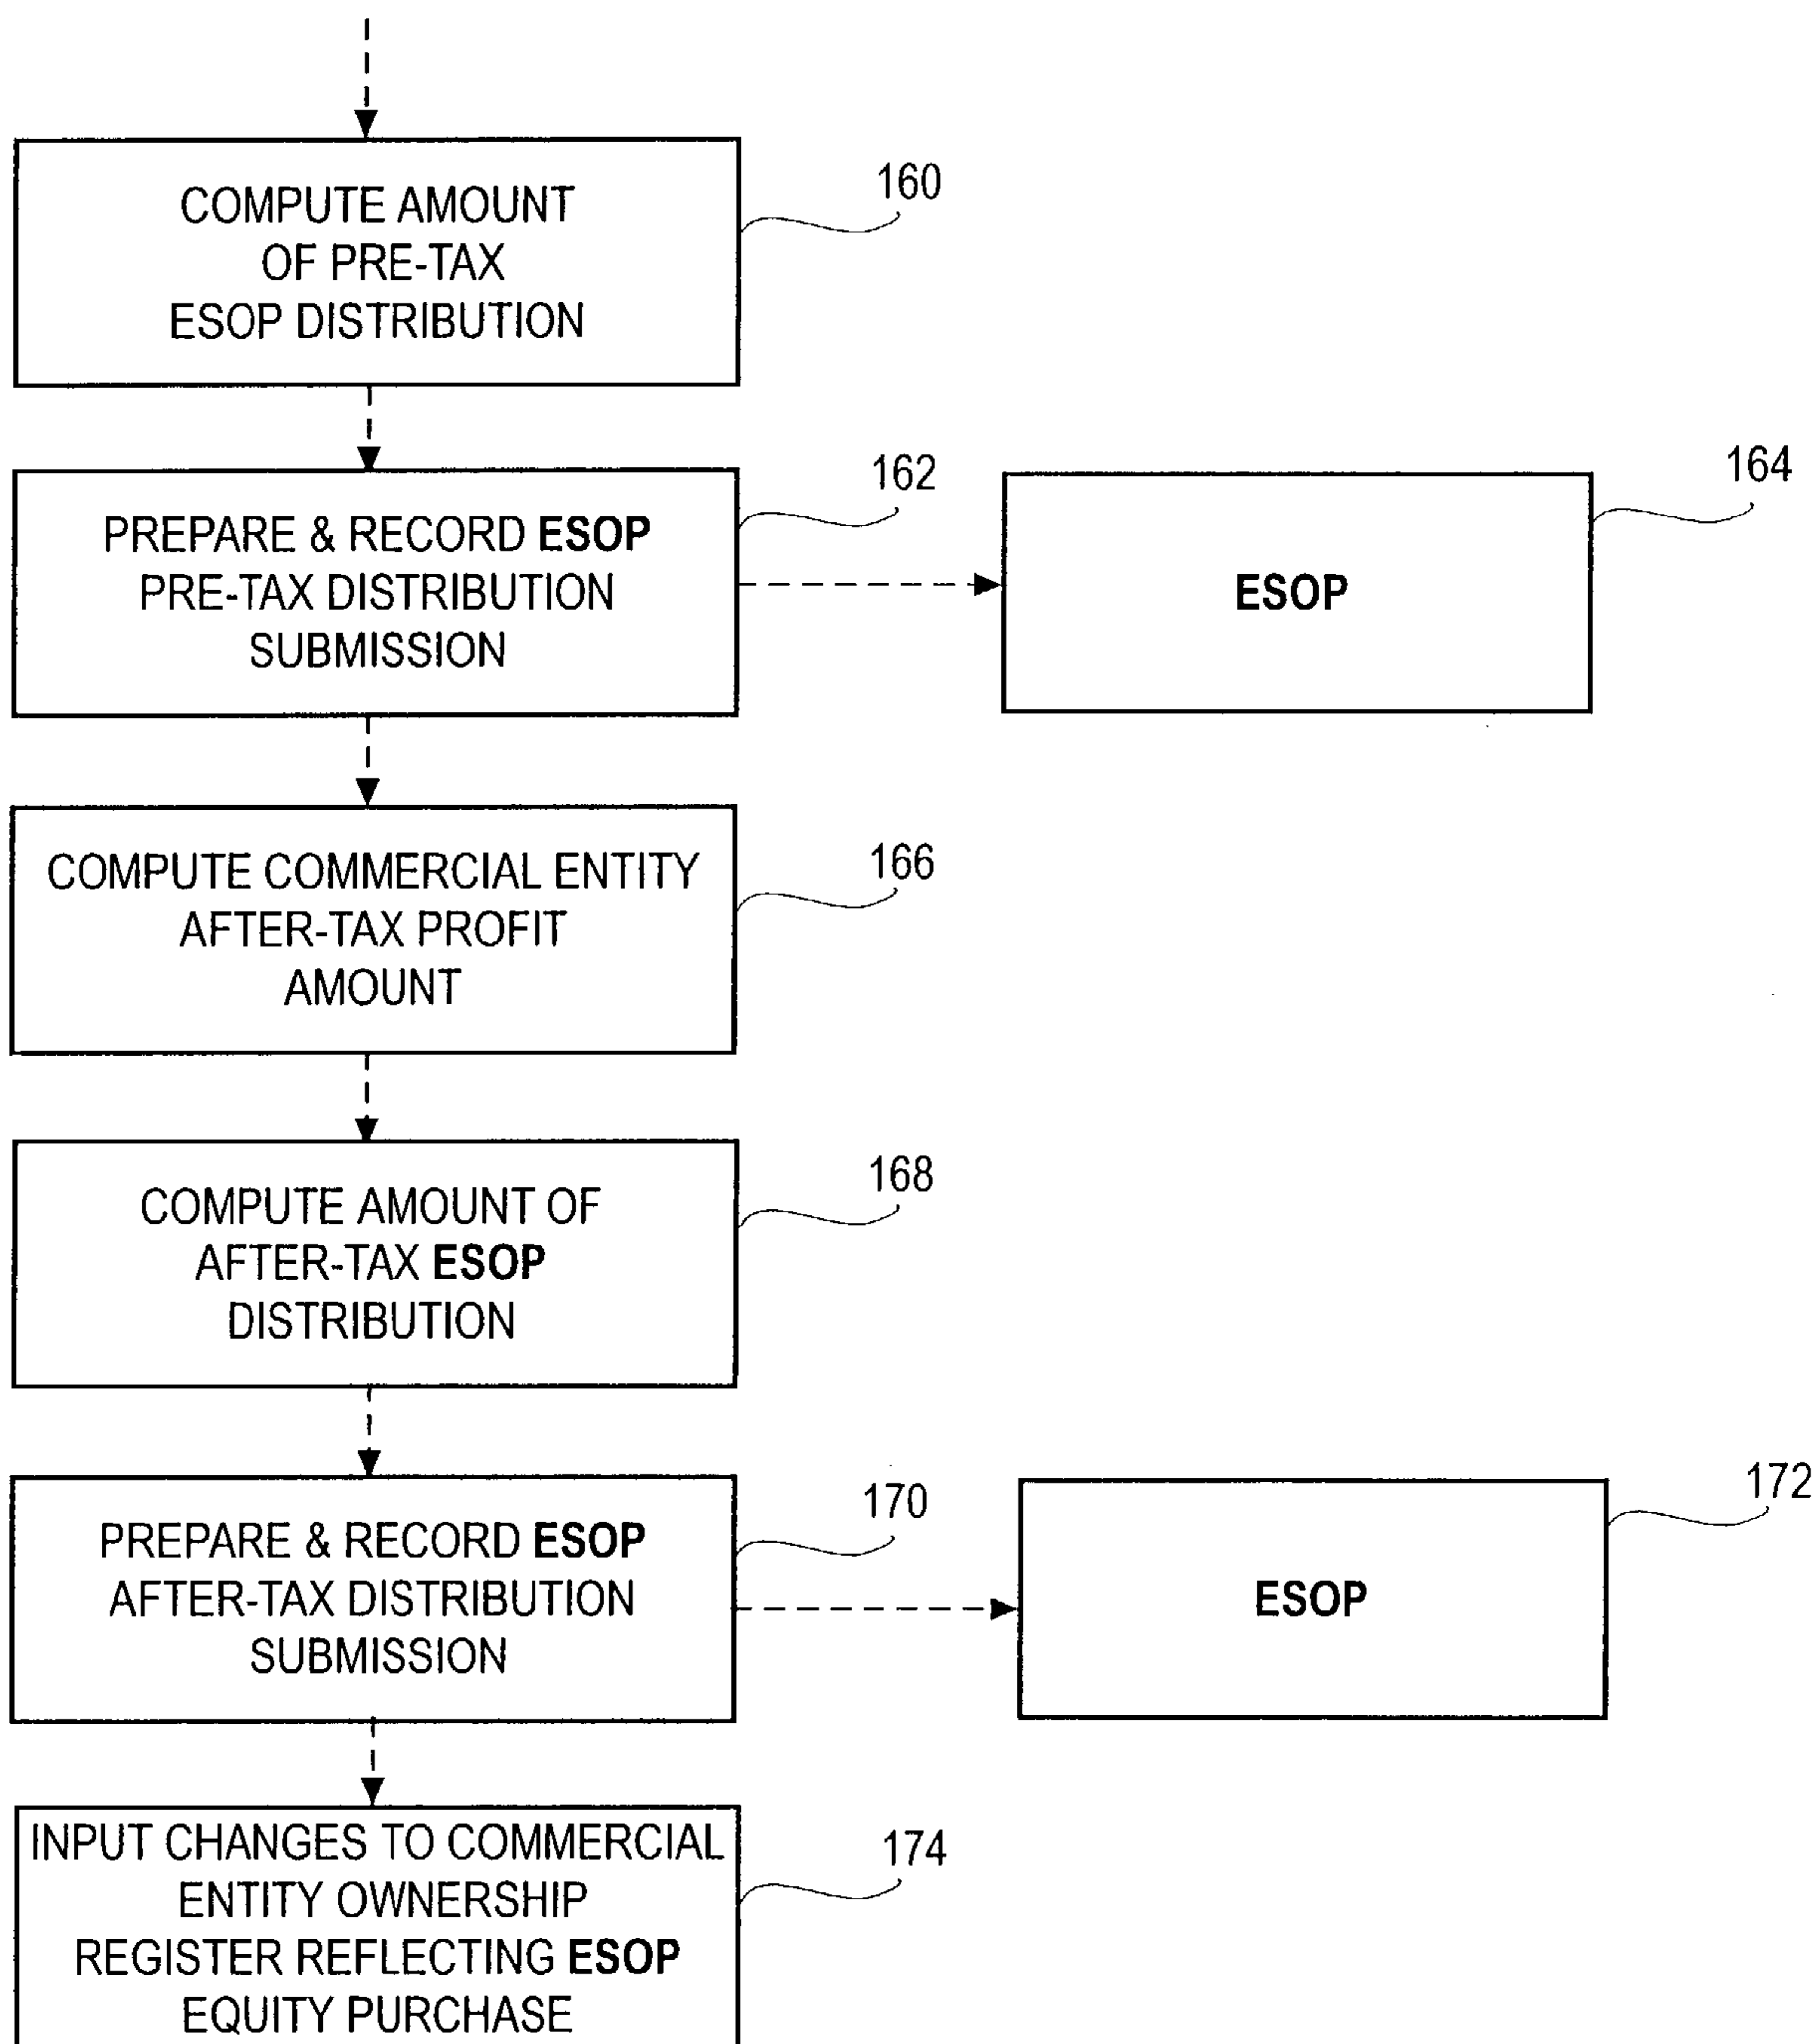 COMPUTE AMOUNT
OF PRE-TAX
ESOP DISTRIBUTION
160
PREPARE & RECORD ESOP
PRE-TAX DISTRIBUTION
SUBMISSION
162
ESOP
164
COMPUTE COMMERCIAL ENTITY
AFTER-TAX PROFIT
AMOUNT
166
COMPUTE AMOUNT OF
AFTER-TAX ESOP
DISTRIBUTION
168
PREPARE & RECORD ESOP
AFTER-TAX DISTRIBUTION
SUBMISSION
170
ESOP
172
INPUT CHANGES TO COMMERCIAL
ENTITY OWNERSHIP
REGISTER REFLECTING ESOP
EQUITY PURCHASE
174